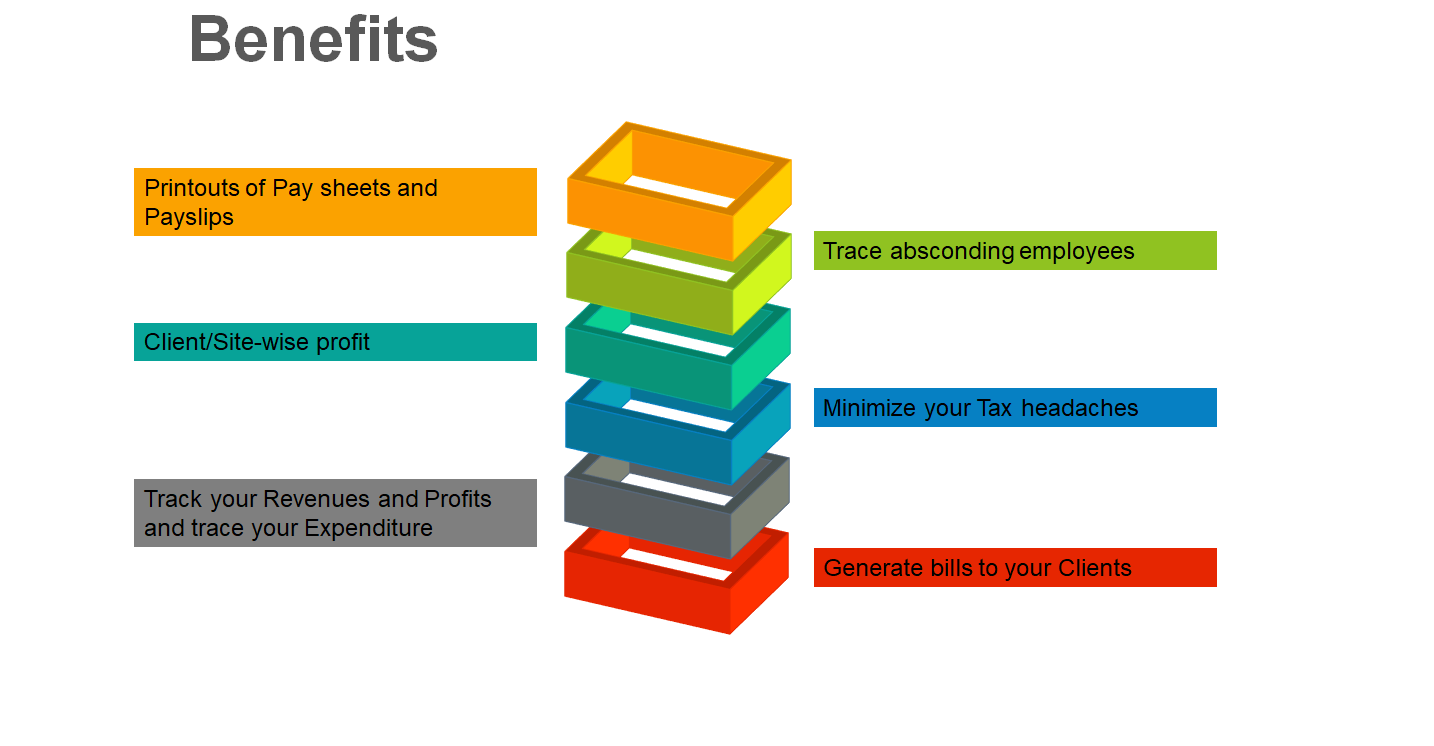 Benefits
Printouts of Pay sheets and
Payslips
Trace absconding employees
Client/Site-wise profit
Minimize your Tax headaches
Track your Revenues and Profits
and trace your Expenditure
Generate bills to your Clients